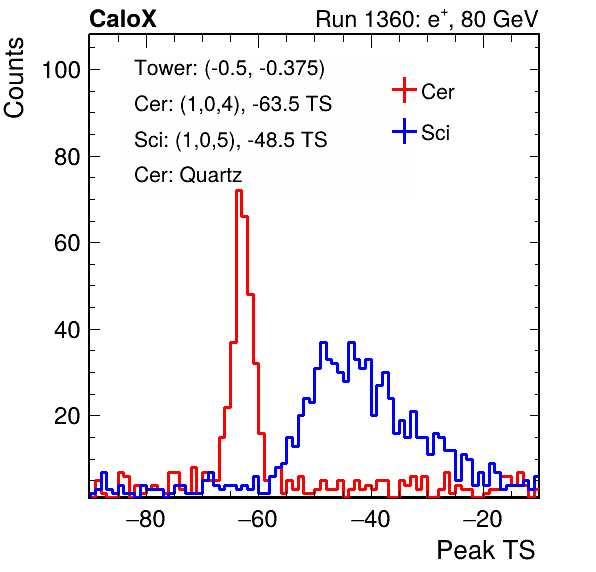 CaloX Run 1360: e⁺, 80 GeV
Counts
100
80
60
40
20
Tower: (-0.5, -0.375)
Cer: (1,0,4), -63.5 TS
Sci: (1,0,5), -48.5 TS
Cer: Quartz
Cer
Sci
−80 −60 −40 −20
Peak TS